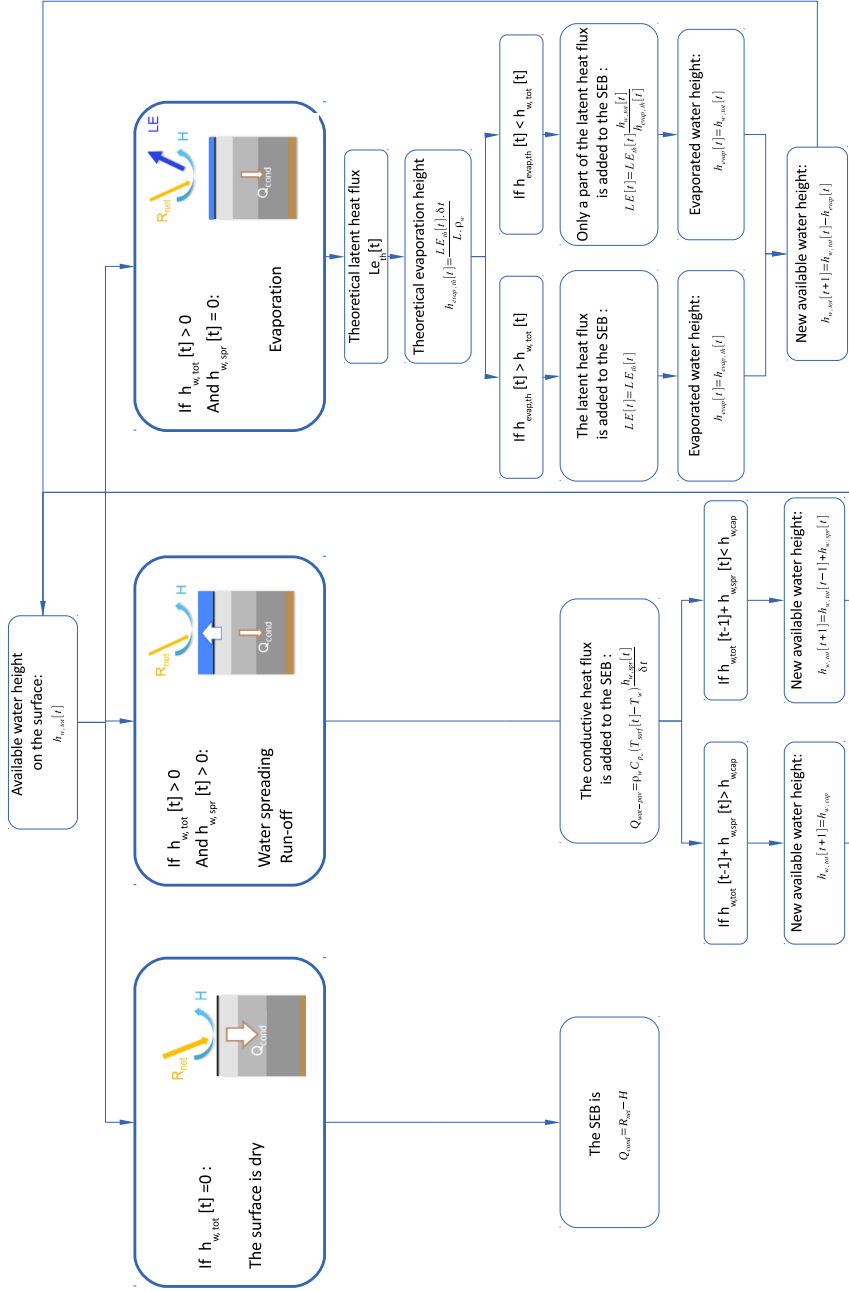 Available water height
on the surface:
h_{w,tot}[t]
If h_{w,tot} [t] =0 :
The surface is dry
R_{net}
H
Q_{cond}
If h_{w,tot} [t] > 0
And h_{w,spr} [t] > 0:
Water spreading
Run-off
R_{net}
H
Q_{cond}
If h_{w,tot} [t] > 0
And h_{w,spr} [t] = 0:
Evaporation
R_{net}
H
LE
Q_{cond}
Theoretical latent heat flux
Le_{th}[t]
Theoretical evaporation height
h_{evap,th}[t]=\frac{LE_{th}[t].δt}{L.ρ_w}
If h_{evap,th} [t] > h_{w,tot} [t]
If h_{evap,th} [t] < h_{w,tot} [t]
The SEB is
Q_{cond}=R_{net}−H
The conductive heat flux
is added to the SEB :
Q_{wat−pav}=ρ_w C_{p_w}(T_{surf}[t]−T_w)\frac{h_{w,spr}[t]}{δt}
The latent heat flux
is added to the SEB :
LE[t]=LE_{th}[t]
Only a part of the latent heat flux
is added to the SEB :
LE[t]=LE_{th}[t]\frac{h_{w,tot}[t]}{h_{evap,th}[t]}
Evaporated water height:
h_{evap}[t]=h_{evap,th}[t]
Evaporated water height:
h_{evap}[t]=h_{w,tot}[t]
If h_{w,tot} [t-1]+ h_{w,spr} [t]> h_{w,cap}
If h_{w,tot} [t-1]+ h_{w,spr} [t]< h_{w,cap}
New available water height:
h_{w,tot}[t+1]=h_{w,cap}
New available water height:
h_{w,tot}[t+1]=h_{w,tot}[t−1]+h_{w,spr}[t]
New available water height:
h_{w,tot}[t+1]=h_{w,tot}[t]−h_{evap}[t]